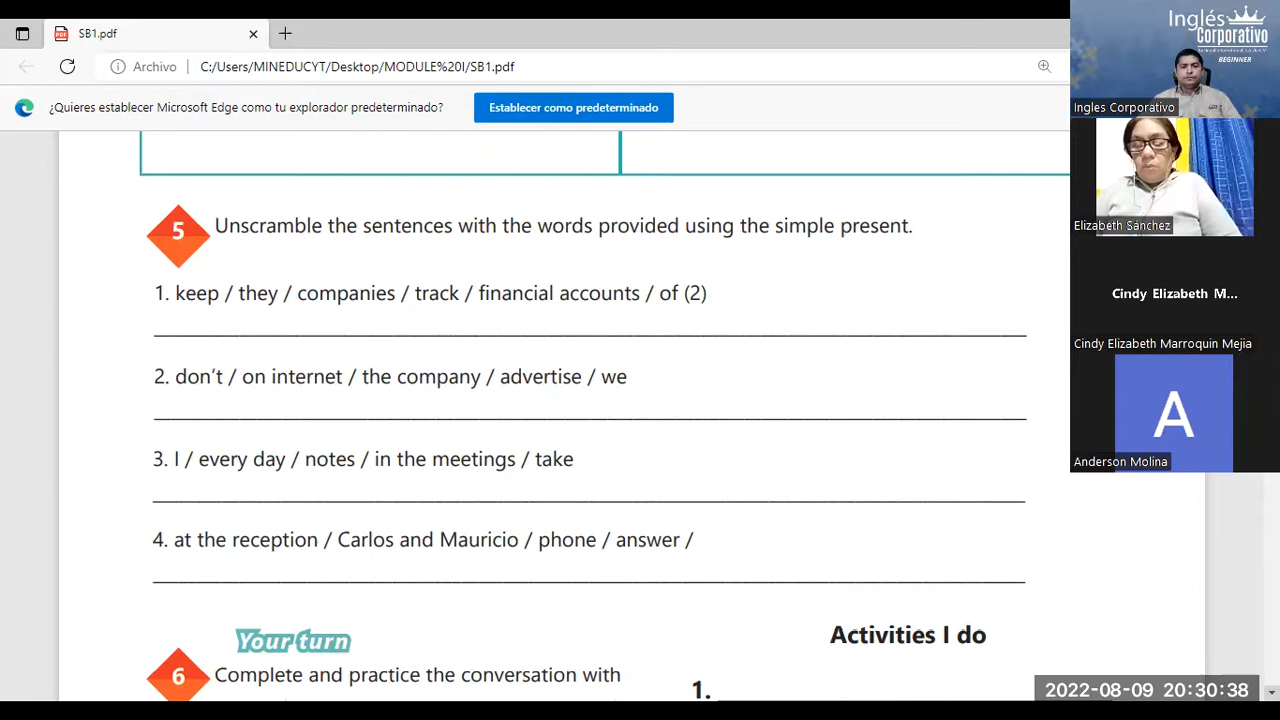 SB1.pdf
Archivo
C:/Users/MINEDUCYT/Desktop/MODULE%20I/SB1.pdf
¿Quieres establecer Microsoft Edge como tu explorador predeterminado?
Establecer como predeterminado
5
Unscramble the sentences with the words provided using the simple present.
1. keep / they / companies / track / financial accounts / of (2)
2. don't / on internet / the company / advertise / we
3. I / every day / notes / in the meetings / take
4. at the reception / Carlos and Mauricio / phone / answer /
Your turn
6
Complete and practice the conversation with
Activities I do
1.
Inglés
Corporativo
BEGINNER
Ingles Corporativo
Elizabeth Sánchez
Cindy Elizabeth M...
Cindy Elizabeth Marroquin Mejia
A
Anderson Molina
2022-08-09 20:30:38